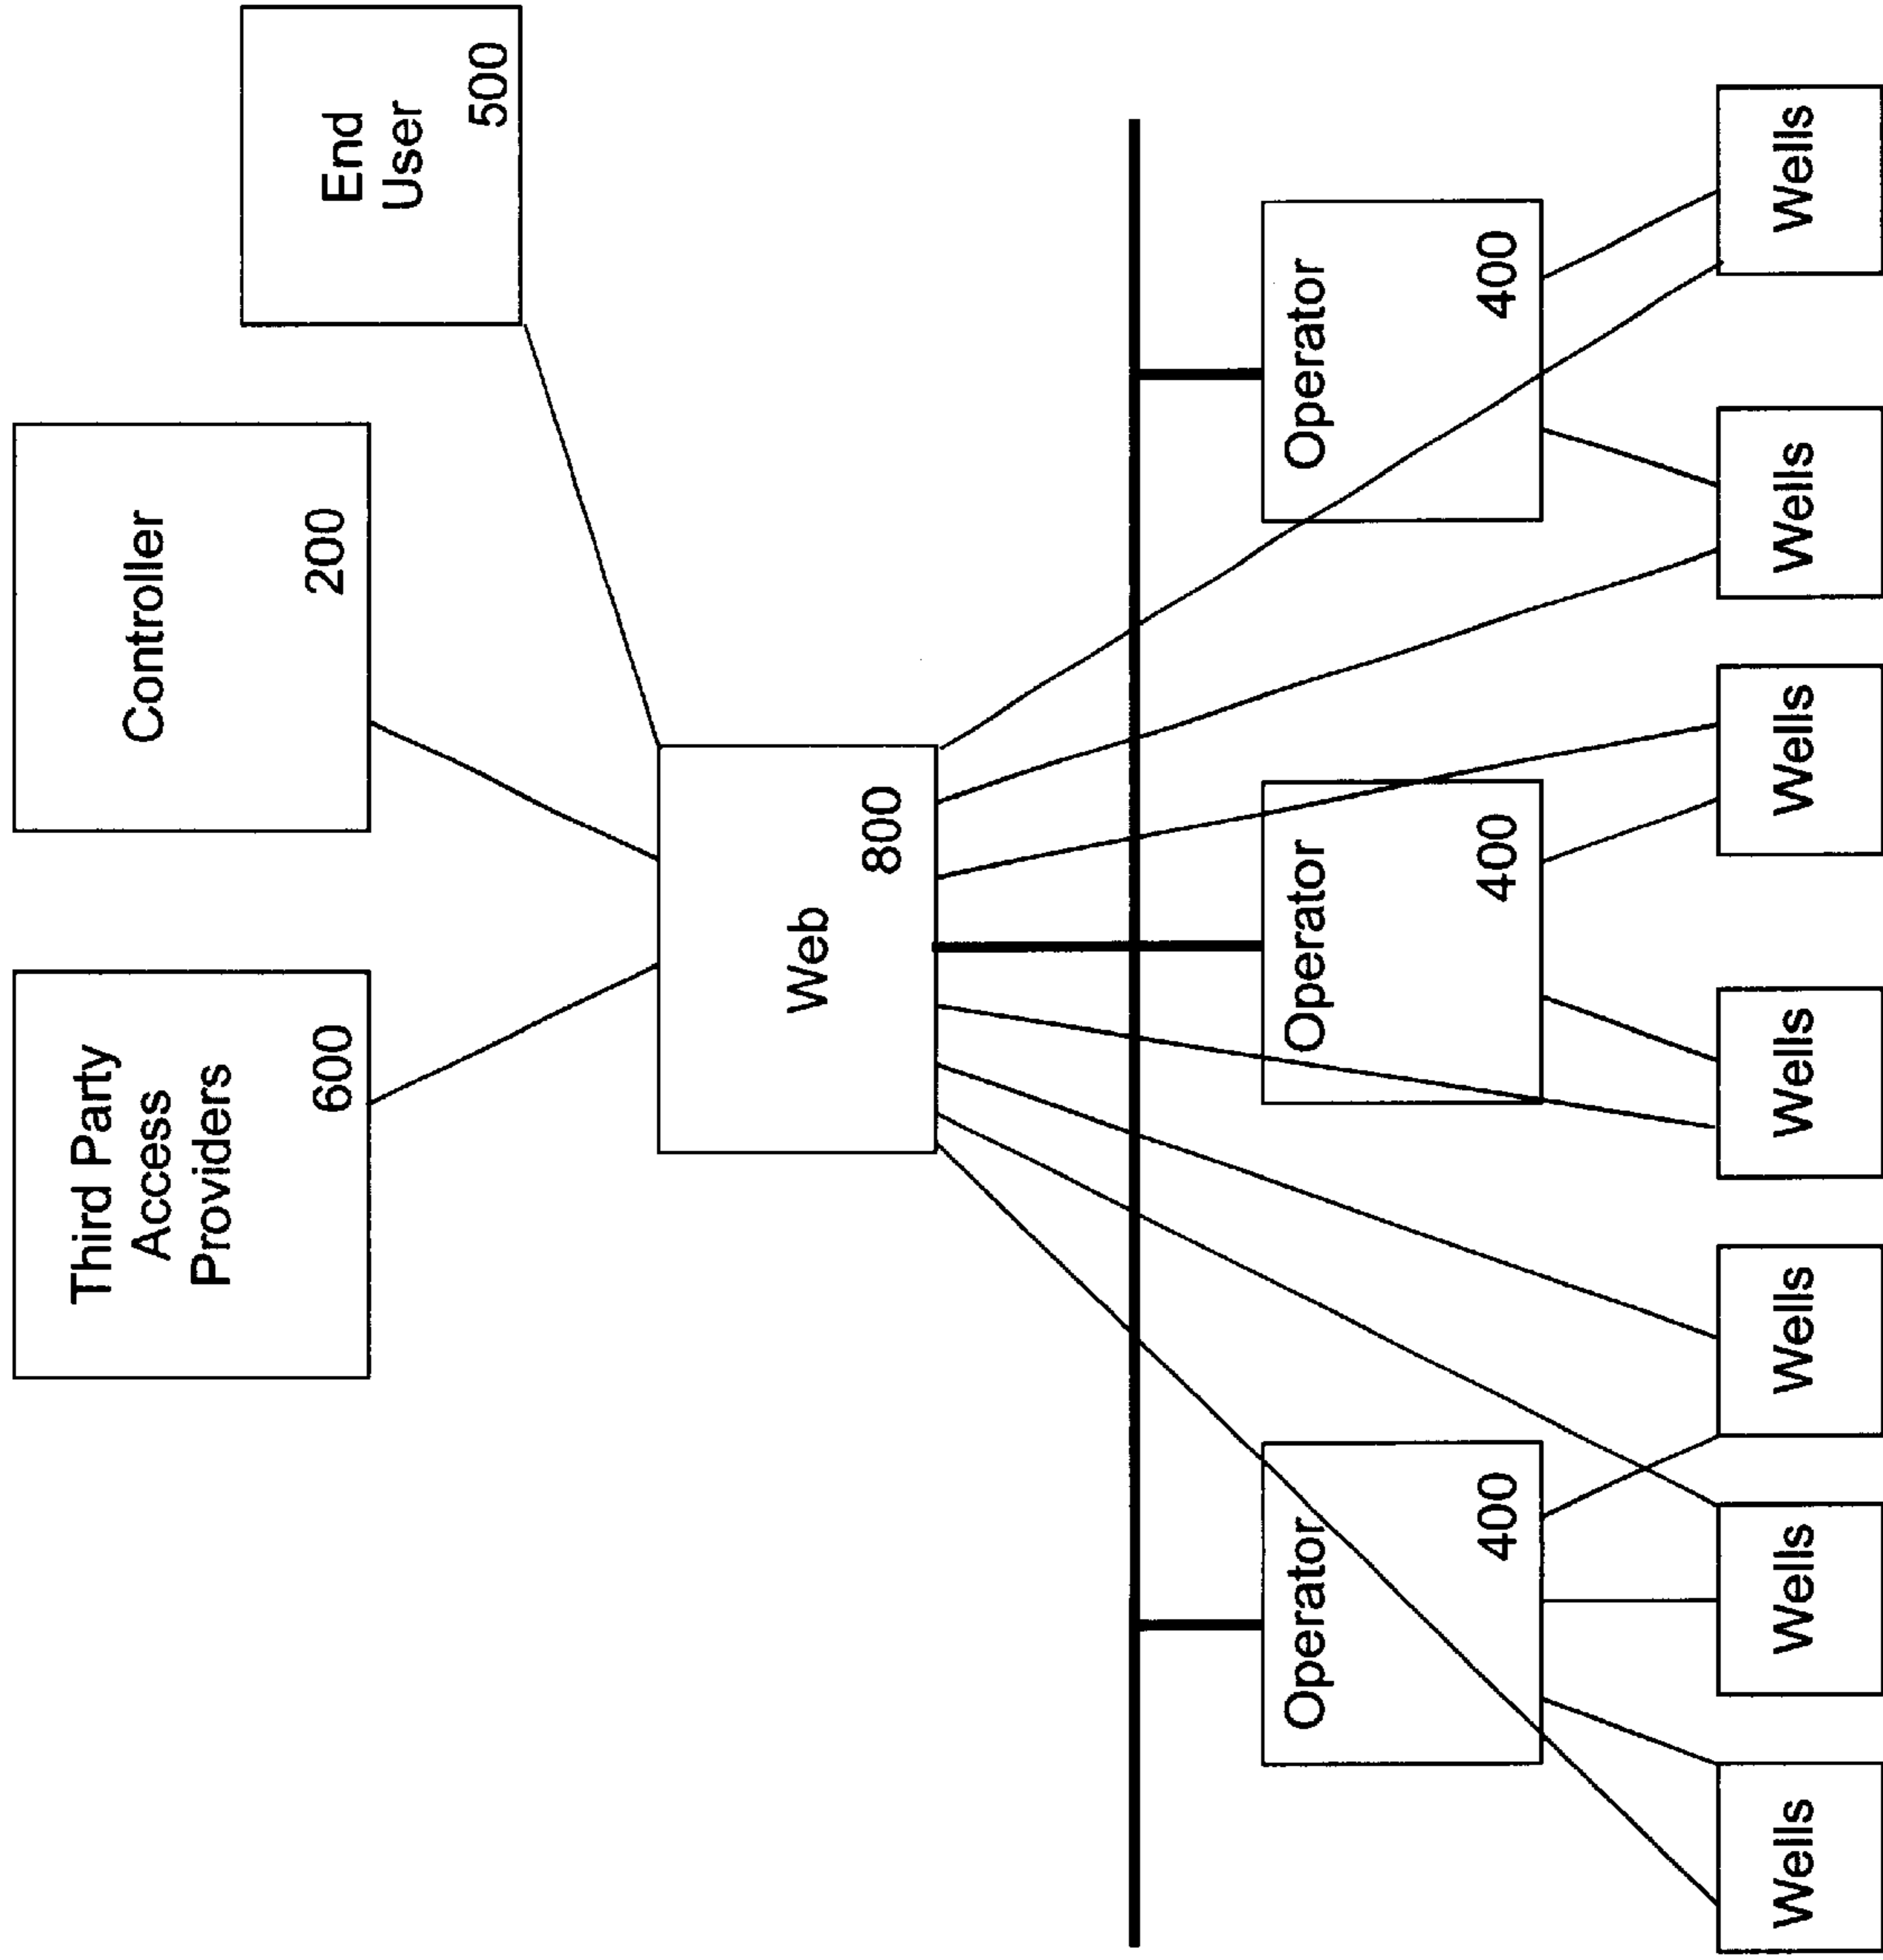 Third Party
Access
Providers
600
Controller
200
End
User
500
Web
800
Operator
400
Operator
400
Operator
400
Wells
Wells
Wells
Wells
Wells
Wells
Wells